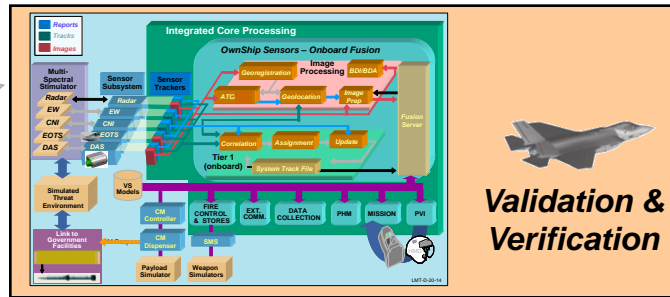 Reports
Tracks
Images
Integrated Core Processing
OwnShip Sensors – Onboard Fusion
Image
Processing
Georegistration
BDI/BDA
ATC
Geolocation
Image
Prep
Fusion
Server
Correlation
Assignment
Update
Tier 1
(onboard)
System Track File
Multi-
Spectral
Stimulator
Radar
EW
CNI
EOTS
DAS
Sensor
Subsystem
Radar
EW
CNI
EOTS
DAS
Sensor
Trackers
VS
Models
Simulated
Threat
Environment
Link to
Government
Facilities
CM
Controller
CM
Dispenser
Payload
Simulator
FIRE
CONTROL
& STORES
SMS
Weapon
Simulators
EXT.
COMM.
DATA
COLLECTION
PHM
MISSION
PVI
LMT-D-20-14
Validation &
Verification